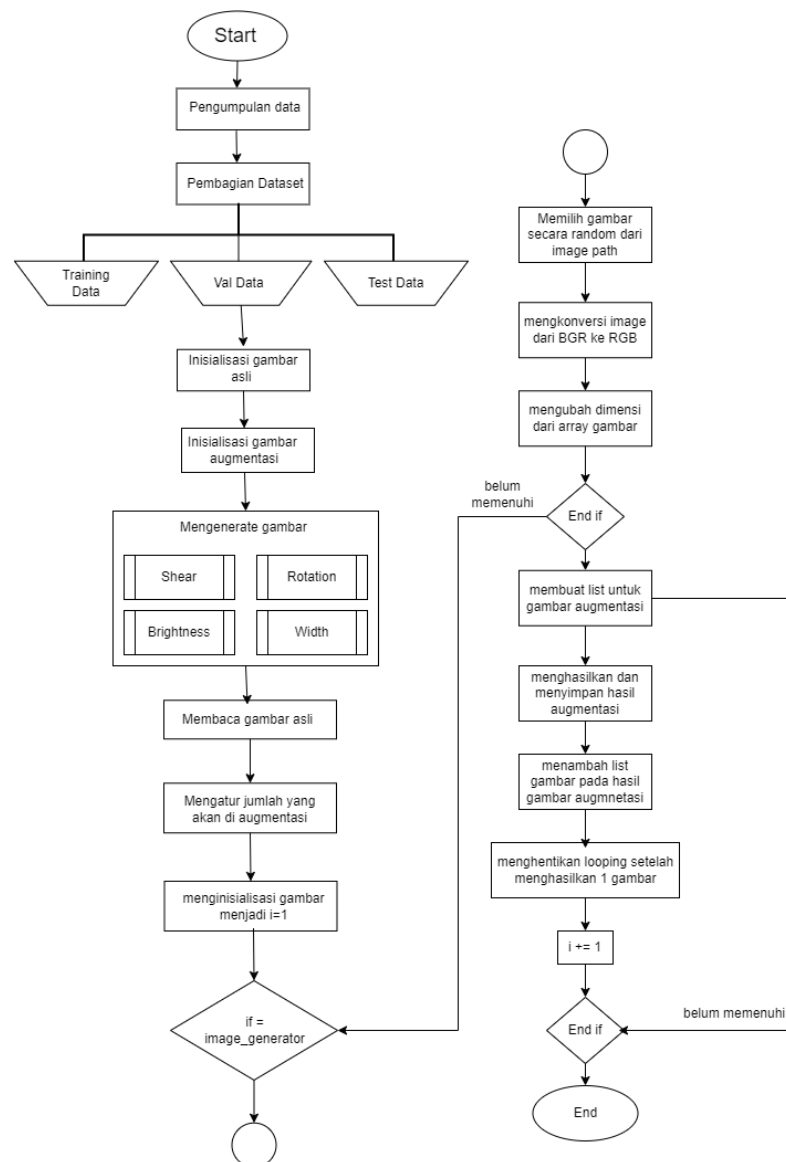 Start
Pengumpulan data
Pembagian Dataset
Training
Data
Val Data
Test Data
Inisialisasi gambar
asli
Inisialisasi gambar
augmentasi
Mengenerate gambar
Shear
Rotation
Brightness
Width
Membaca gambar asli
Mengatur jumlah yang
akan di augmentasi
menginisialisasi gambar
menjadi i=1
if =
image_generator
Memilih gambar
secara random dari
image path
mengkonversi image
dari BGR ke RGB
mengubah dimensi
dari array gambar
belum
memenuhi
End if
membuat list untuk
gambar augmentasi
menghasilkan dan
menyimpan hasil
augmentasi
menambah list
gambar pada hasil
gambar augmnetasi
menghentikan looping setelah
menghasilkan 1 gambar
i += 1
End if
belum memenuhi
End